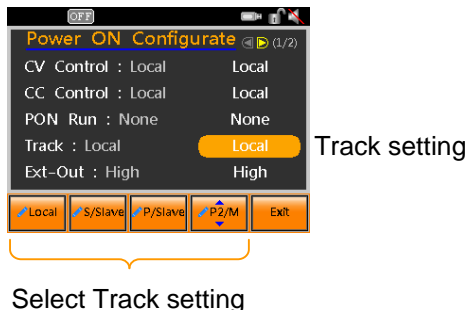 OFF
Power ON Configurate (1/2)
CV Control : Local Local
CC Control : Local Local
PON Run : None None
Track : Local Local
Track setting
Ext-Out : High High
Local S/Slave P/Slave P2/M Exit
Select Track setting